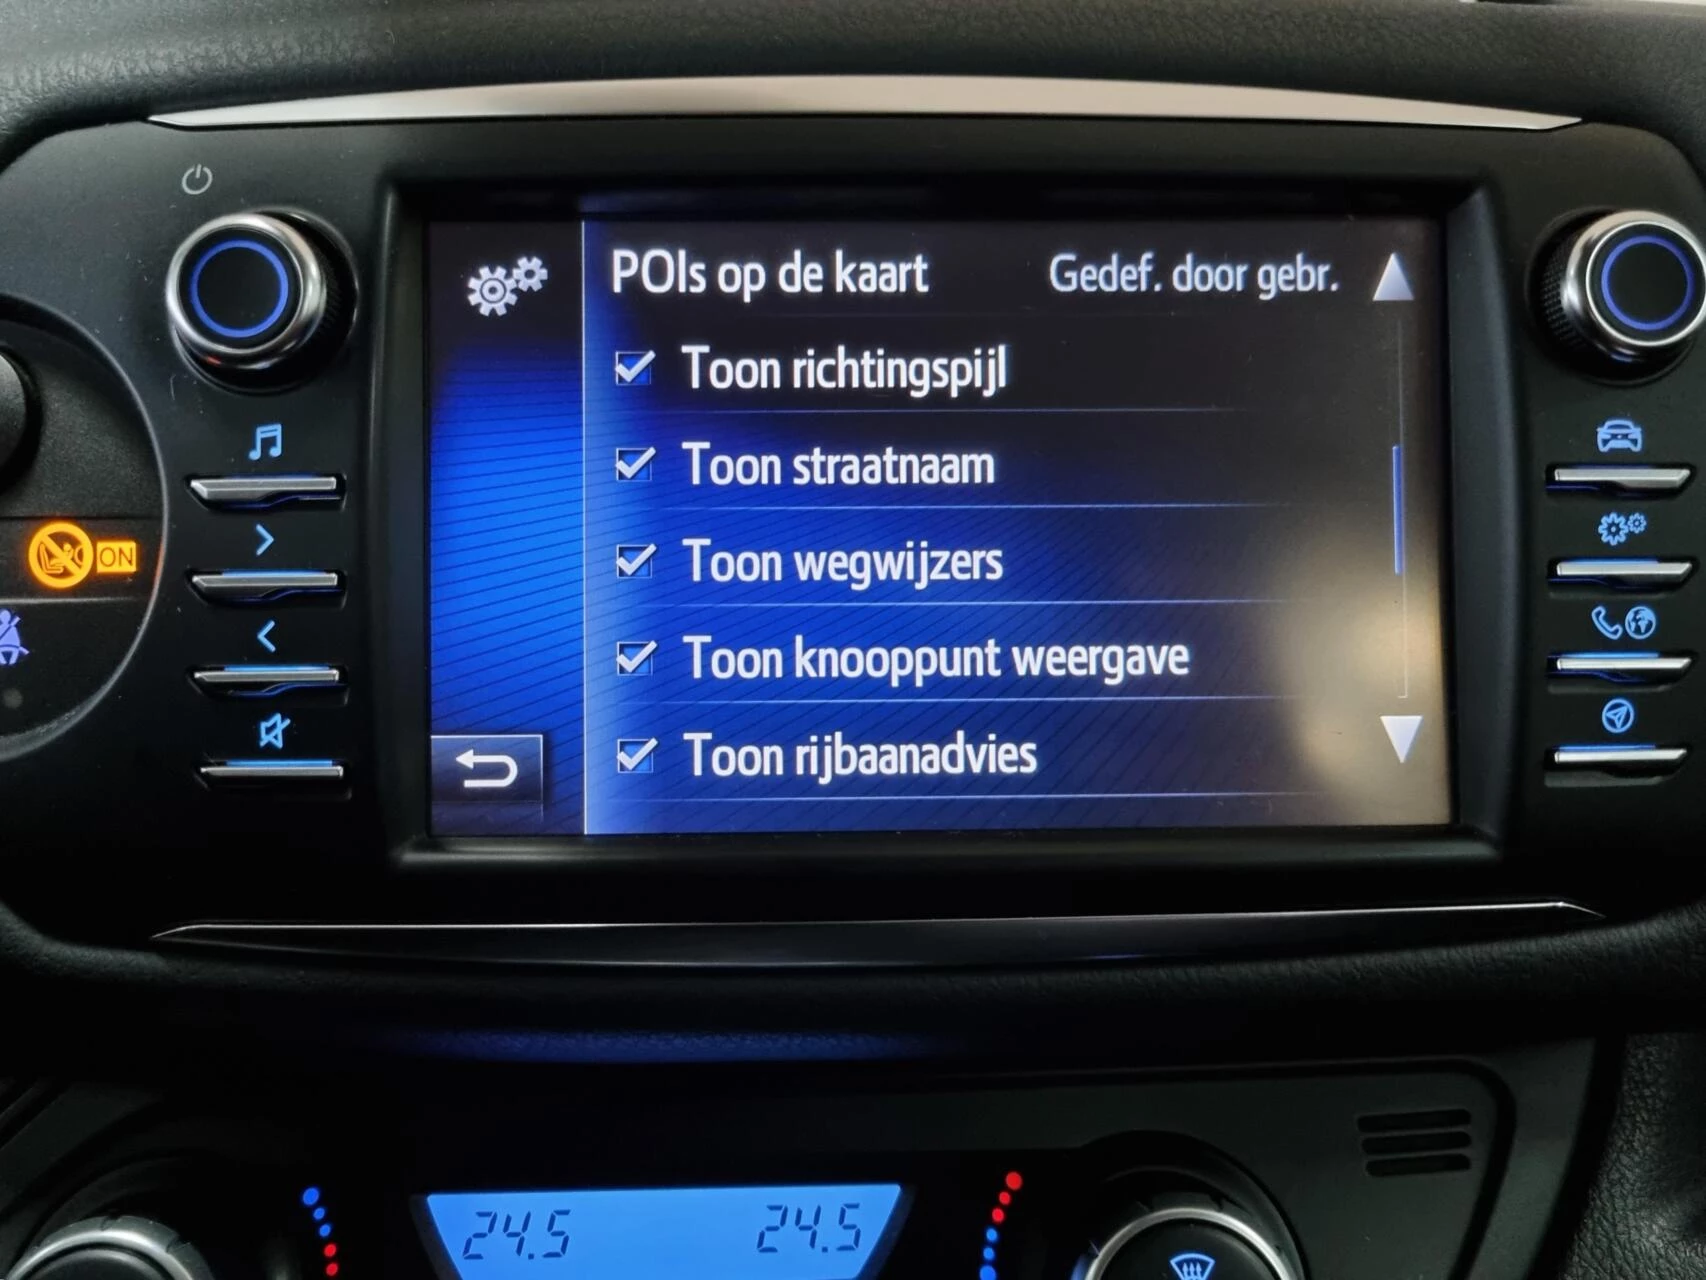 POIs op de kaart Gedef. door gebr.
Toon richtingspijl
Toon straatnaam
Toon wegwijzers
Toon knooppunt weergave
Toon rijbaanadvies
ON
24.5 24.5